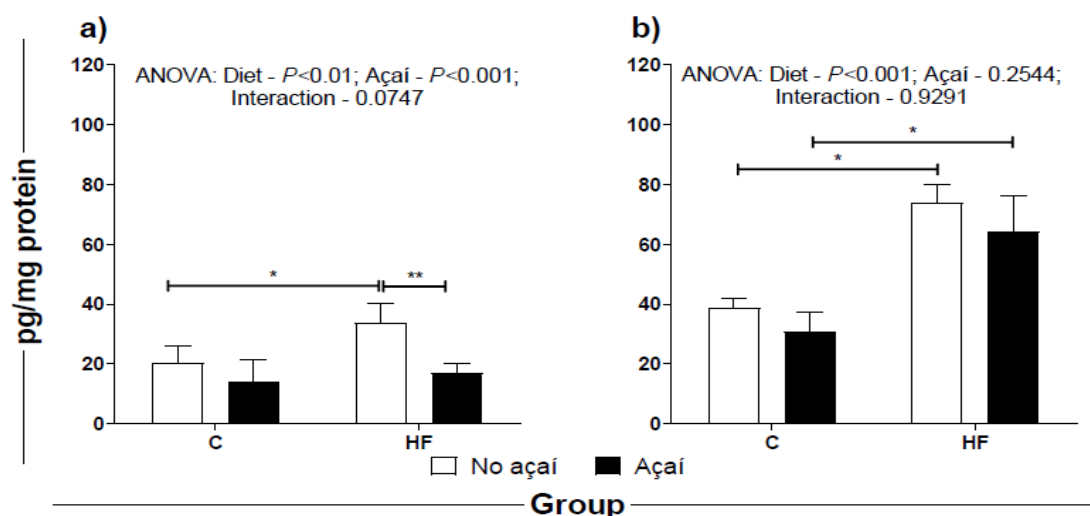 a)
ANOVA: Diet - P<0.01; Açaí - P<0.001;
Interaction - 0.0747
120
100
80
60
40
20
0
*
**
C
HF
b)
ANOVA: Diet - P<0.001; Açaí - 0.2544;
Interaction - 0.9291
120
100
80
60
40
20
0
*
*
C
HF
pg/mg protein
No açaí
Açaí
Group